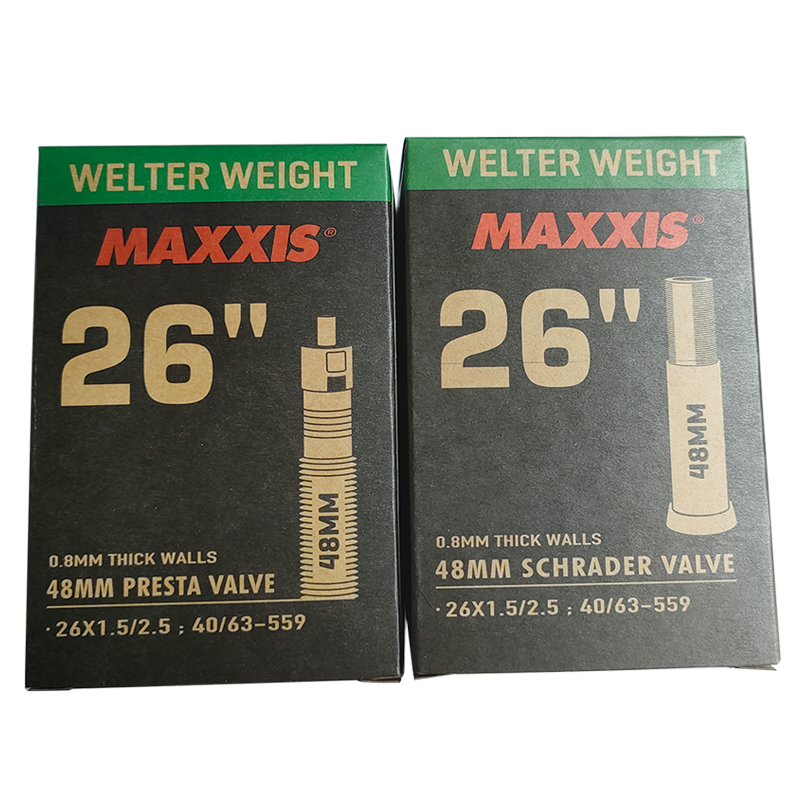 WELTER WEIGHT
MAXXIS®
26"
48MM
0.8MM THICK WALLS
48MM PRESTA VALVE
·26X1.5/2.5 ; 40/63-559
WELTER WEIGHT
MAXXIS®
26"
48MM
0.8MM THICK WALLS
48MM SCHRADER VALVE
·26X1.5/2.5 ; 40/63-559